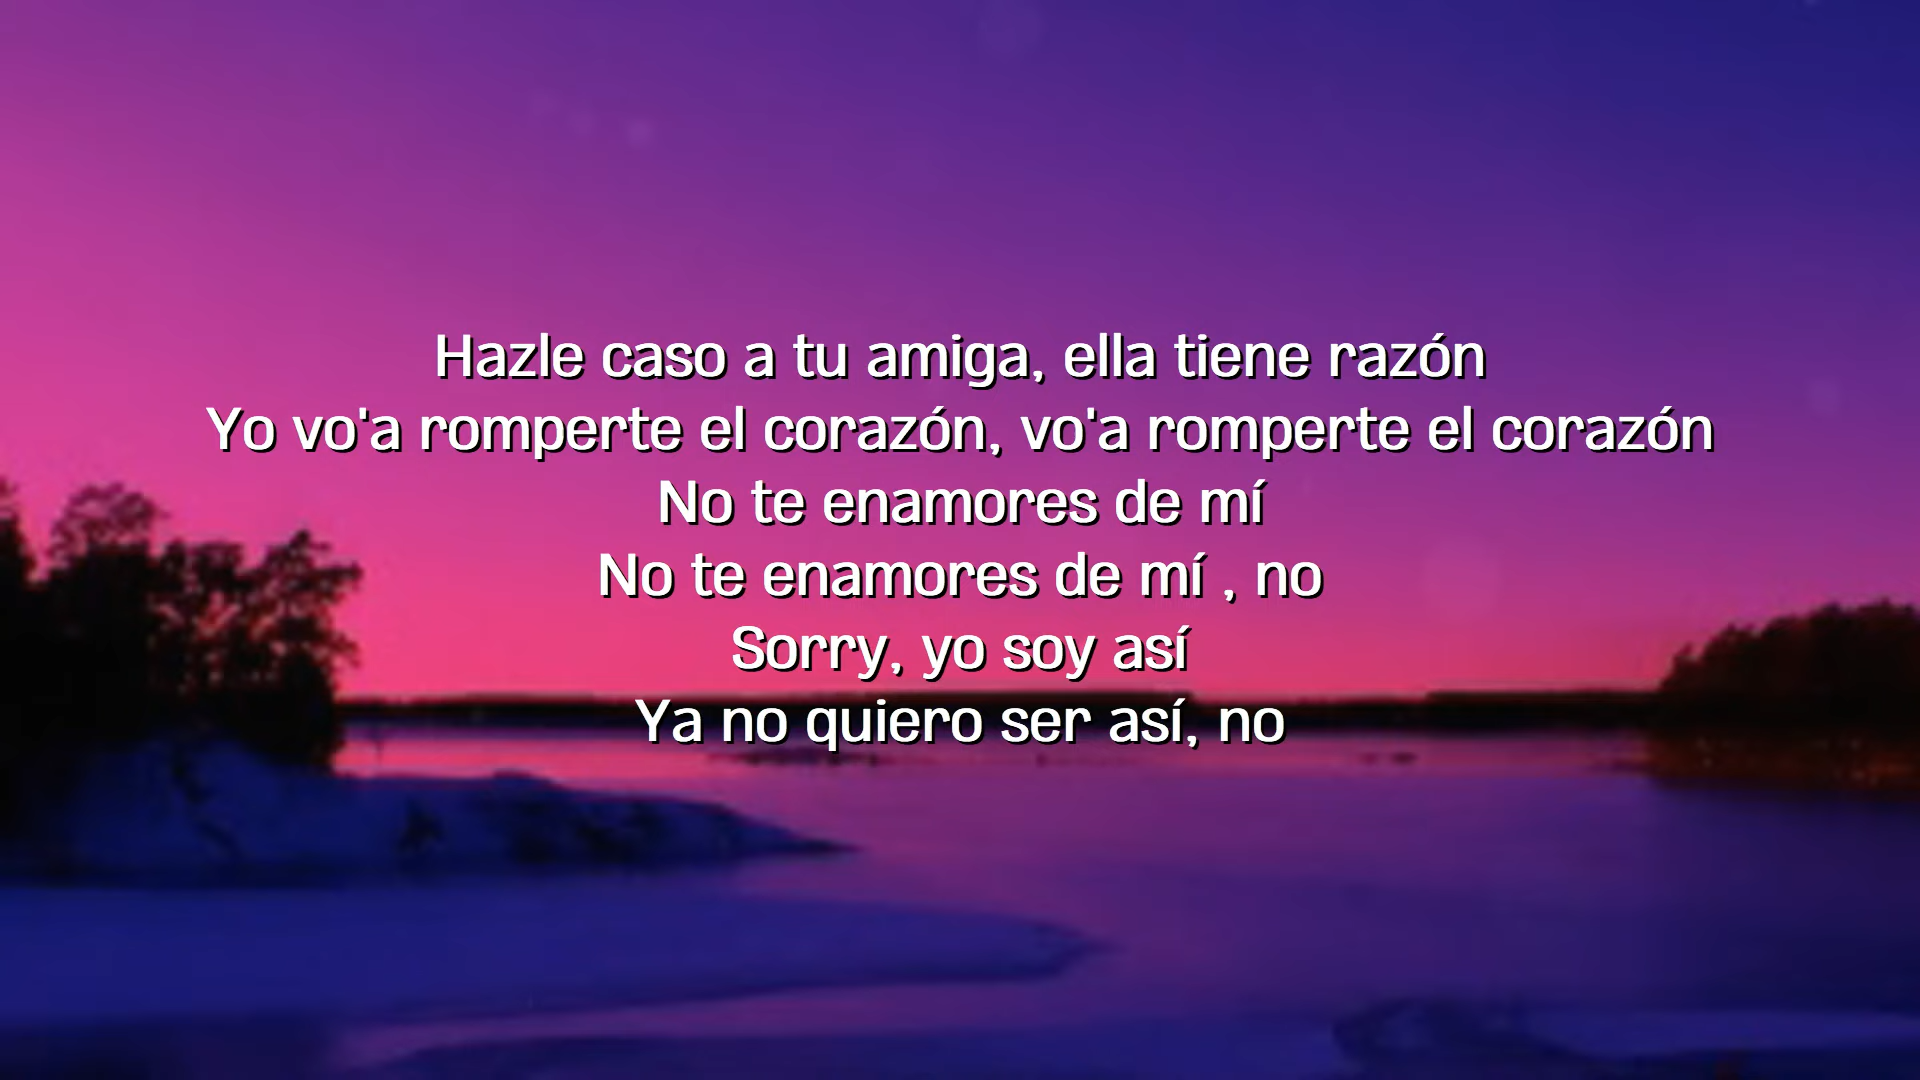 Hazle caso a tu amiga, ella tiene razón
Yo vo'a romperte el corazón, vo'a romperte el corazón
No te enamores de mí
No te enamores de mí , no
Sorry, yo soy así
Ya no quiero ser así, no